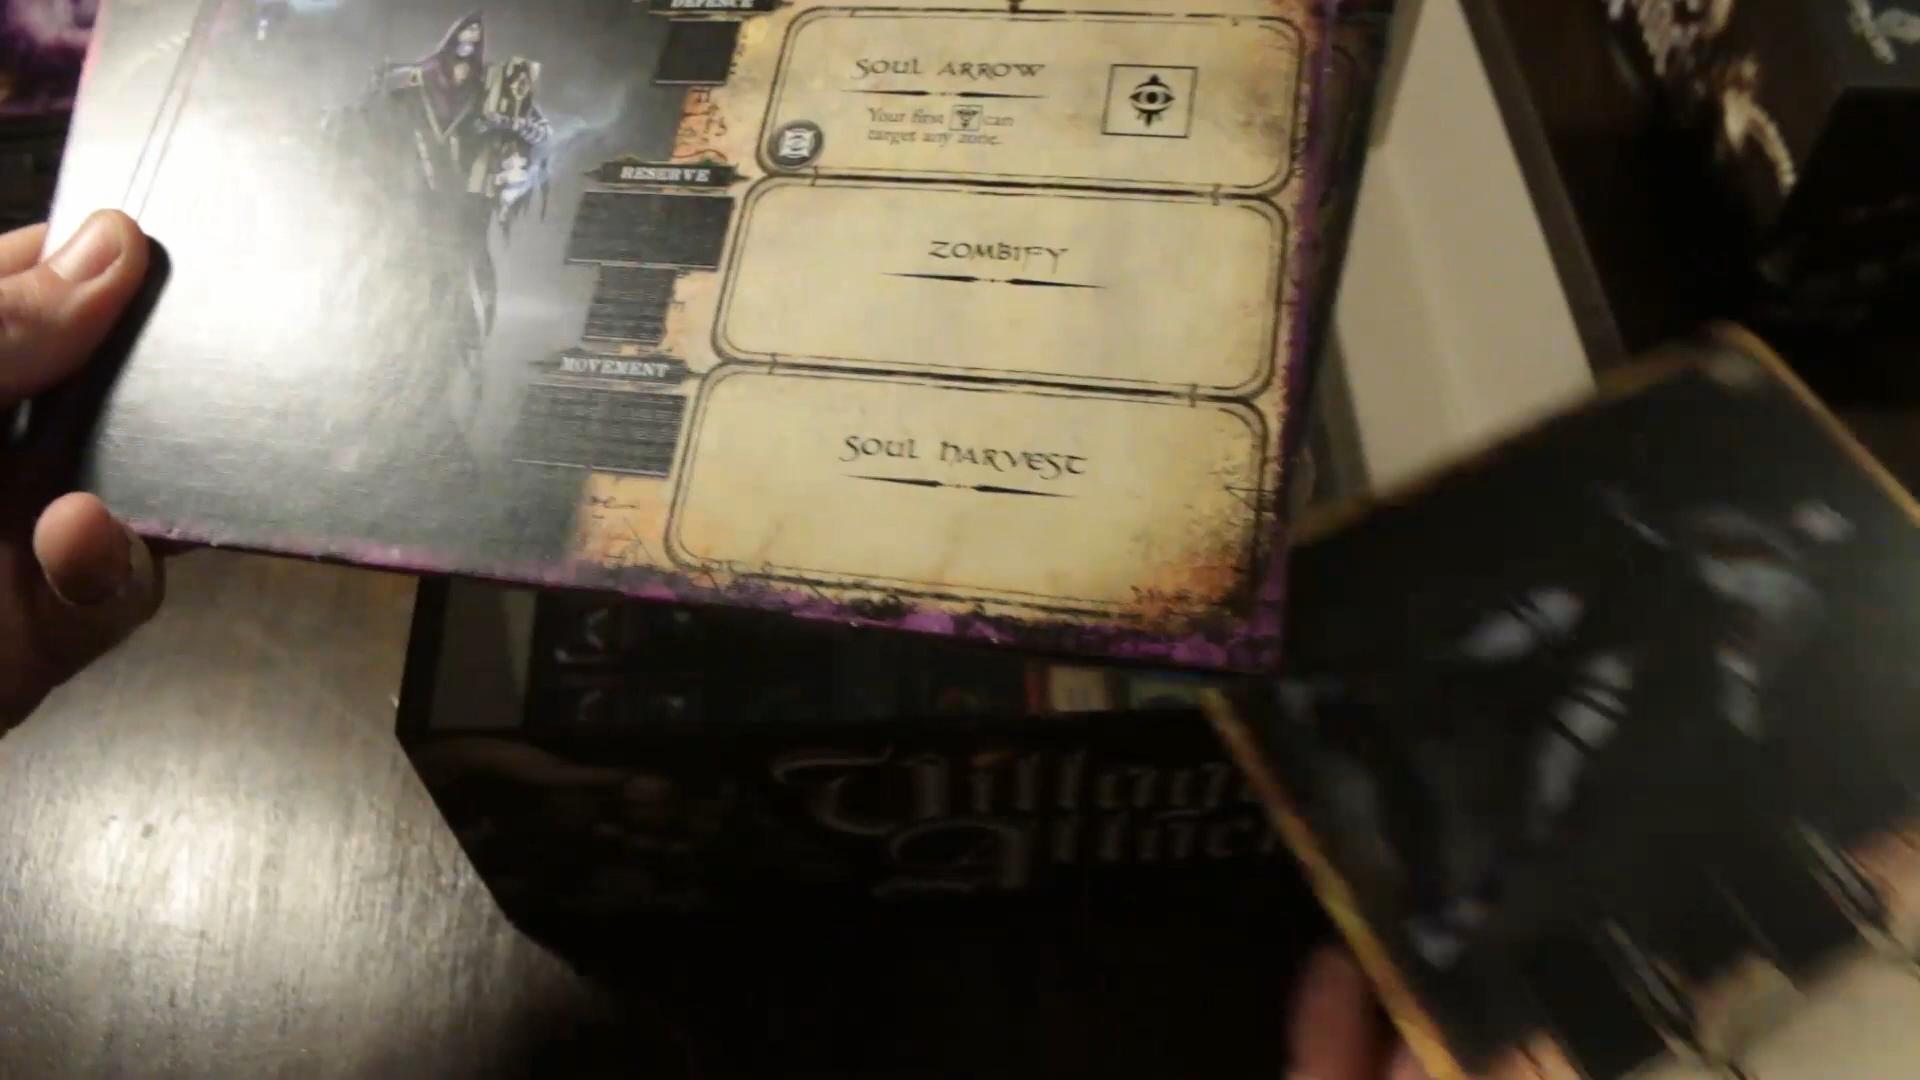 DEFENCE
SOUL ARROW
Your first can
target any zone.
RESERVE
ZOMBIFY
MOVEMENT
SOUL HARVEST